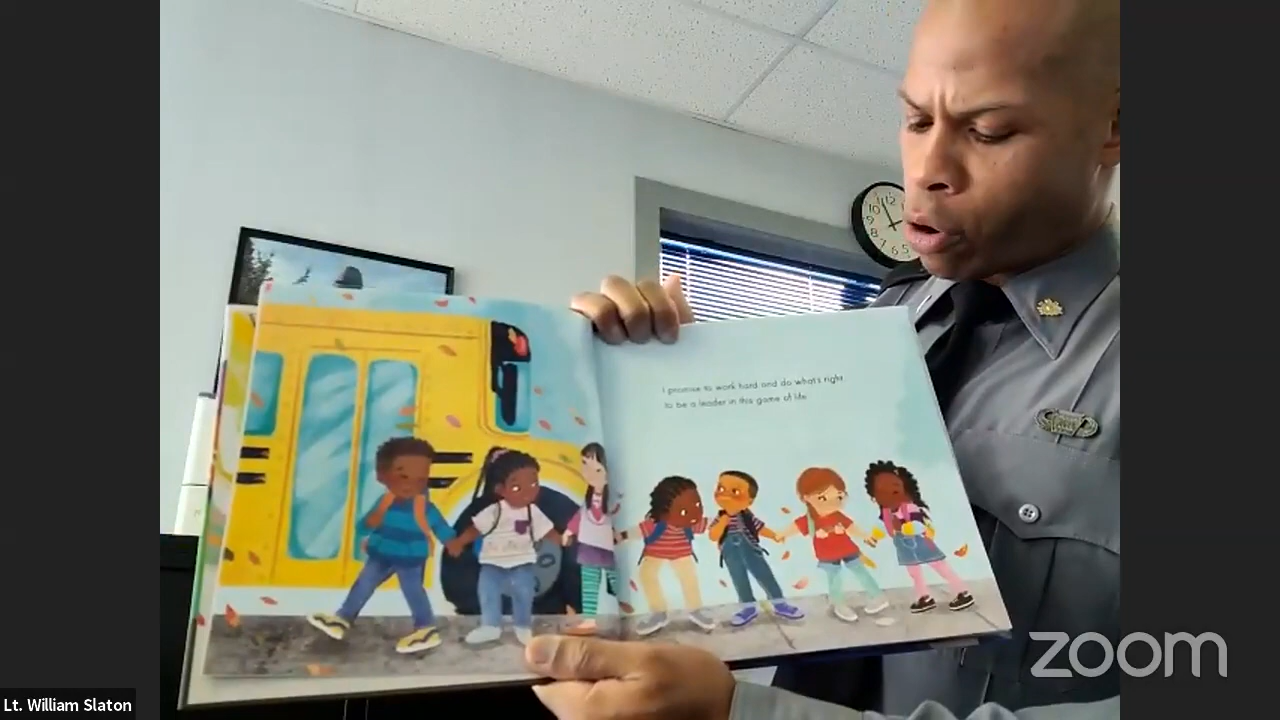 I promise to work hard and do what's right
to be a leader in this game of life
zoom
Lt. William Slaton